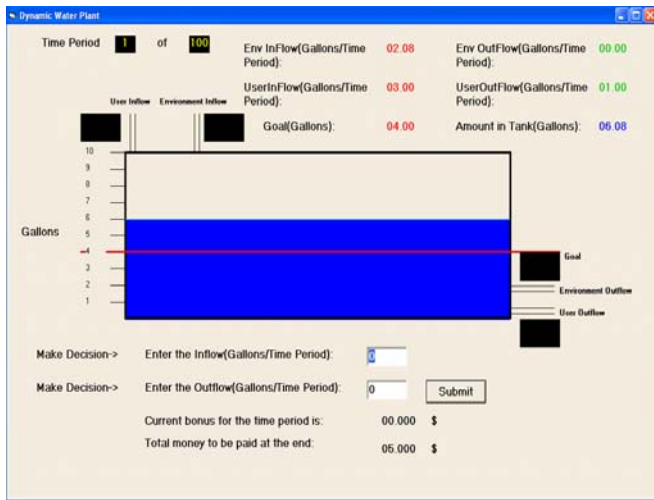 Dynamic Water Plant
Time Period 1 of 100
Env InFlow(Gallons/Time Period): 02.08
Env OutFlow(Gallons/Time Period): 00.00
UserInFlow(Gallons/Time Period): 03.00
UserOutFlow(Gallons/Time Period): 01.00
User Inflow Environment Inflow
Goal(Gallons): 04.00
Amount in Tank(Gallons): 06.08
10
9
8
7
6
Gallons 5
4
3
2
1
Goal
Environment Outflow
User Outflow
Make Decision-> Enter the Inflow(Gallons/Time Period): 0
Make Decision-> Enter the Outflow(Gallons/Time Period): 0 Submit
Current bonus for the time period is: 00.000 $
Total money to be paid at the end: 05.000 $